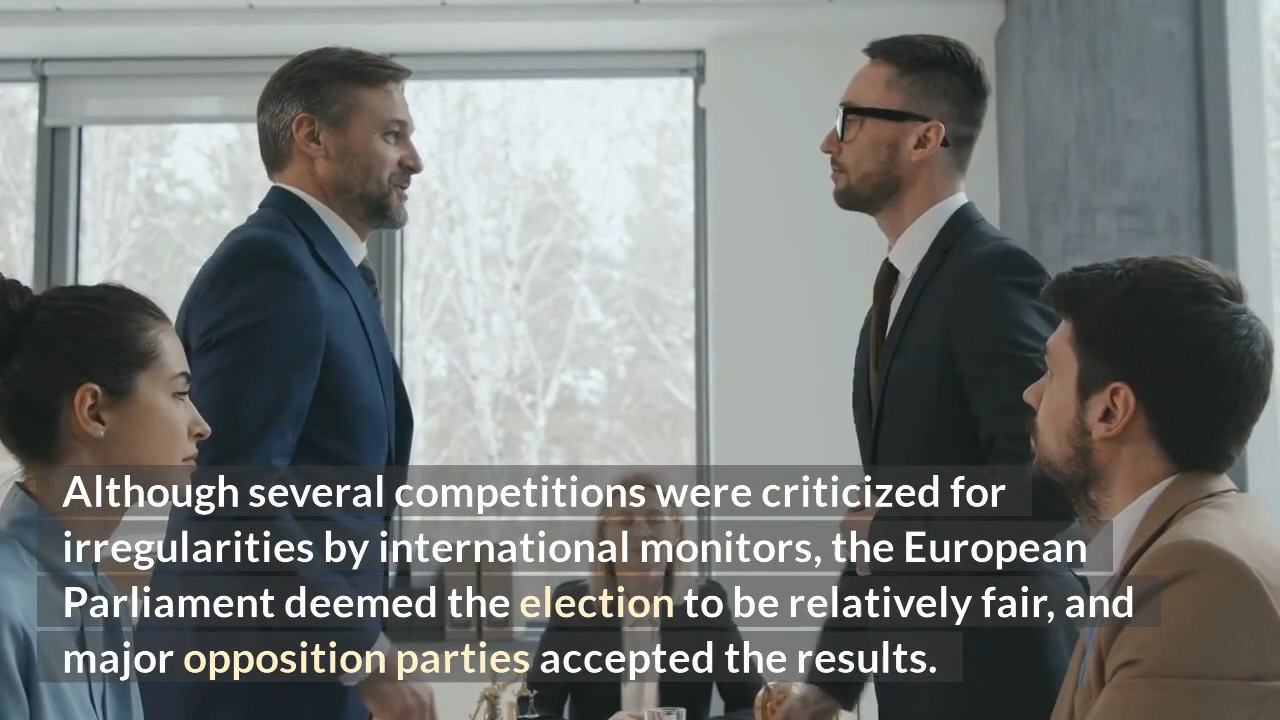 Although several competitions were criticized for
irregularities by international monitors, the European
Parliament deemed the election to be relatively fair, and
major opposition parties accepted the results.